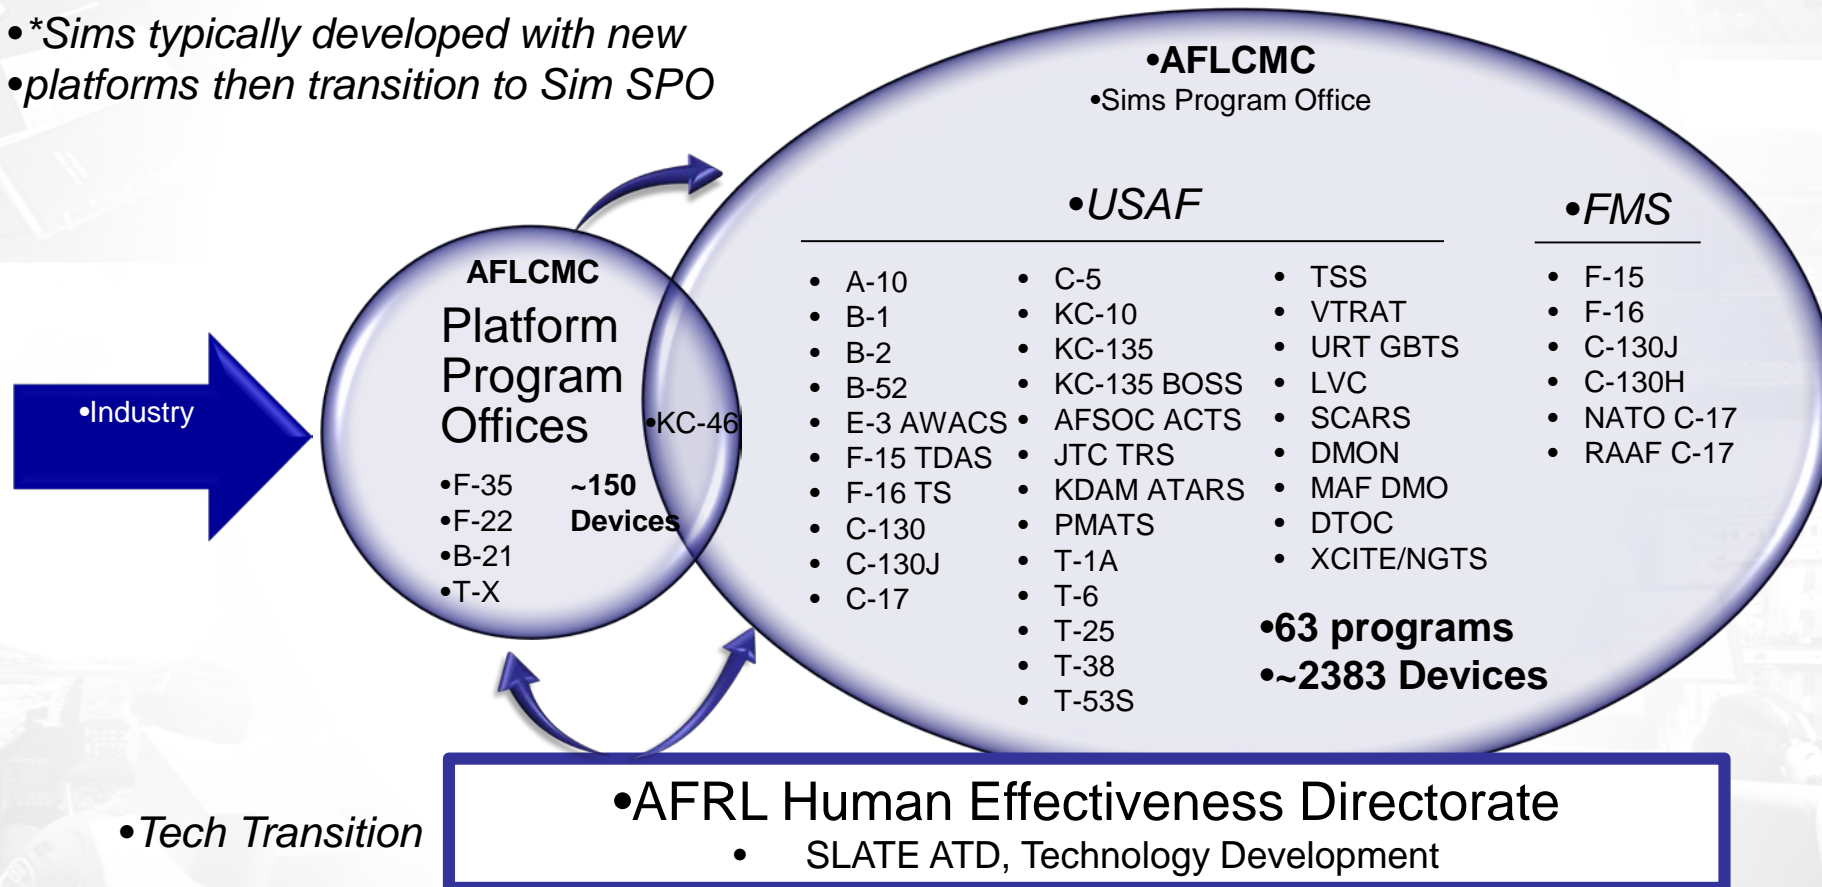 •*Sims typically developed with new
•platforms then transition to Sim SPO
•AFLCMC
•Sims Program Office
•USAF
•FMS
AFLCMC
Platform
Program
Offices
•F-35
•F-22
•B-21
•T-X
~150
Devices
•KC-46
•Industry
• A-10
• B-1
• B-2
• B-52
• E-3 AWACS
• F-15 TDAS
• F-16 TS
• C-130
• C-130J
• C-17
• C-5
• KC-10
• KC-135
• KC-135 BOSS
• AFSOC ACTS
• JTC TRS
• KDAM ATARS
• PMATS
• T-1A
• T-6
• T-25
• T-38
• T-53S
• TSS
• VTRAT
• URT GBTS
• LVC
• SCARS
• DMON
• MAF DMO
• DTOC
• XCITE/NGTS
•63 programs
•~2383 Devices
• F-15
• F-16
• C-130J
• C-130H
• NATO C-17
• RAAF C-17
•Tech Transition
•AFRL Human Effectiveness Directorate
• SLATE ATD, Technology Development